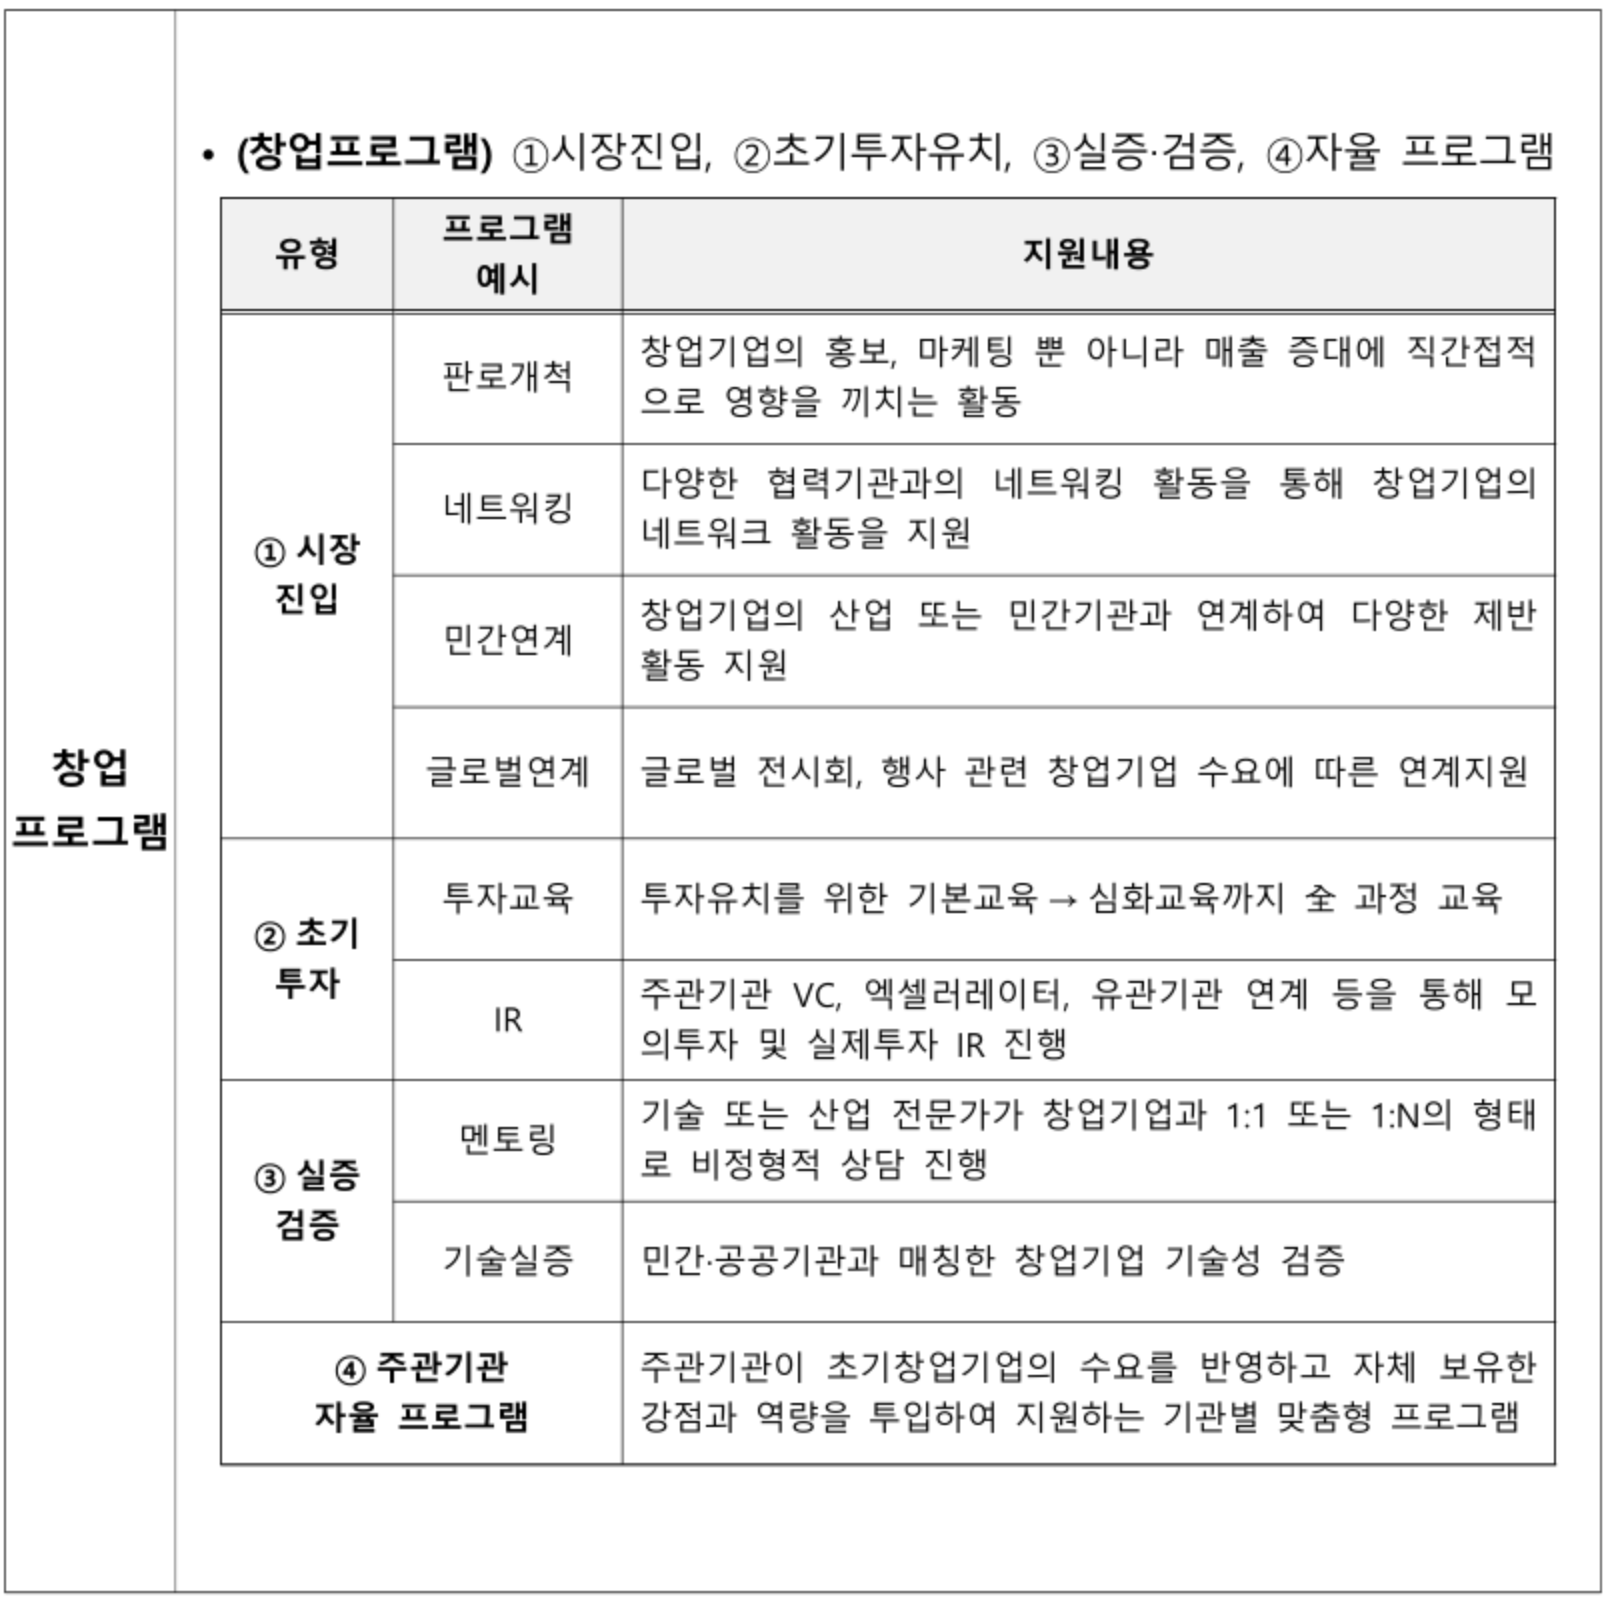 창업
프로그램
• (창업프로그램) ①시장진입, ②초기투자유치, ③실증·검증, ④자율 프로그램
유형
프로그램
예시
지원내용
① 시장
진입
판로개척
창업기업의 홍보, 마케팅 뿐 아니라 매출 증대에 직간접적
으로 영향을 끼치는 활동
네트워킹
다양한 협력기관과의 네트워킹 활동을 통해 창업기업의
네트워크 활동을 지원
민간연계
창업기업의 산업 또는 민간기관과 연계하여 다양한 제반
활동 지원
글로벌연계
글로벌 전시회, 행사 관련 창업기업 수요에 따른 연계지원
② 초기
투자
투자교육
투자유치를 위한 기본교육 → 심화교육까지 全 과정 교육
IR
주관기관 VC, 엑셀러레이터, 유관기관 연계 등을 통해 모
의투자 및 실제투자 IR 진행
③ 실증
검증
멘토링
기술 또는 산업 전문가가 창업기업과 1:1 또는 1:N의 형태
로 비정형적 상담 진행
기술실증
민간·공공기관과 매칭한 창업기업 기술성 검증
④ 주관기관
자율 프로그램
주관기관이 초기창업기업의 수요를 반영하고 자체 보유한
강점과 역량을 투입하여 지원하는 기관별 맞춤형 프로그램